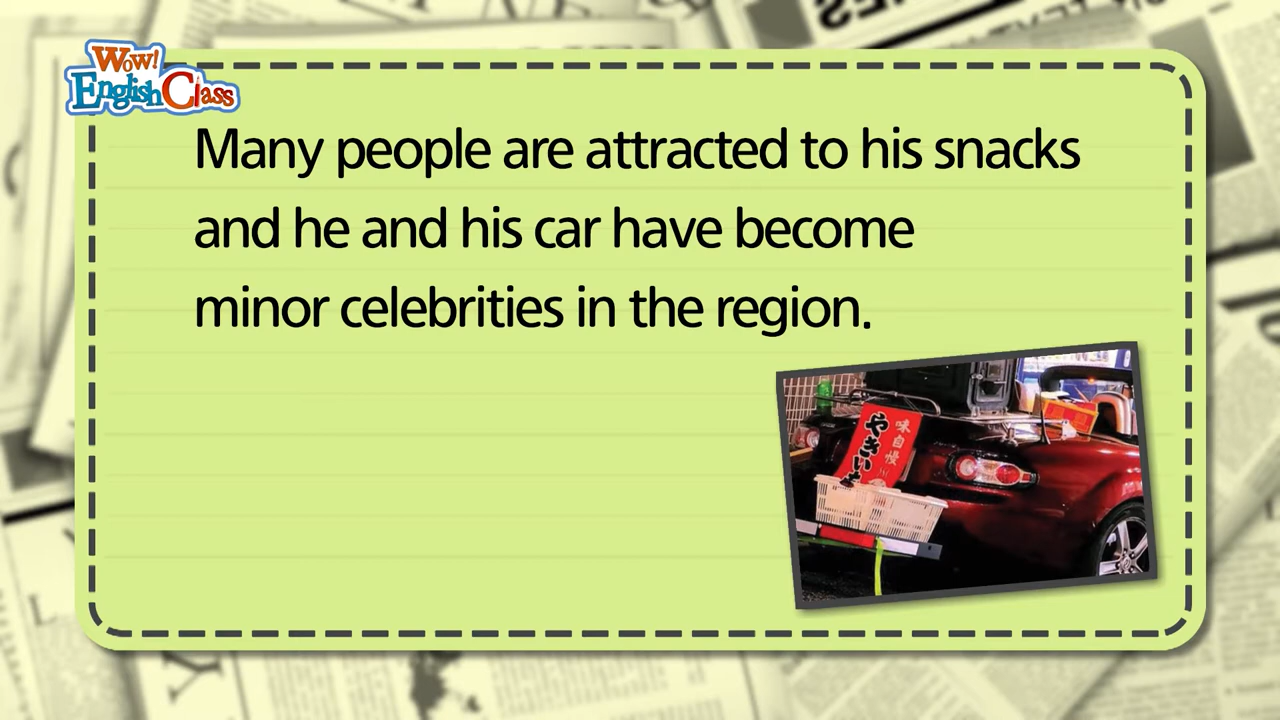 Wow!
English Class
Many people are attracted to his snacks
and he and his car have become
minor celebrities in the region.
味自慢
やきいも